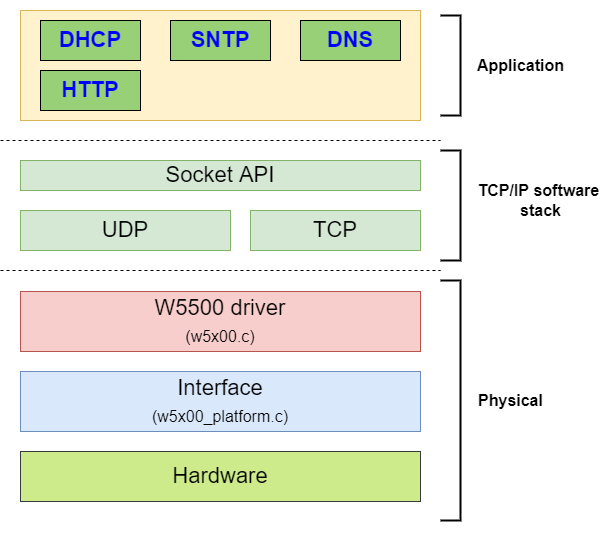 DHCP
SNTP
DNS
HTTP
Application
Socket API
UDP
TCP
TCP/IP software
stack
W5500 driver
(w5x00.c)
Interface
(w5x00_platform.c)
Hardware
Physical